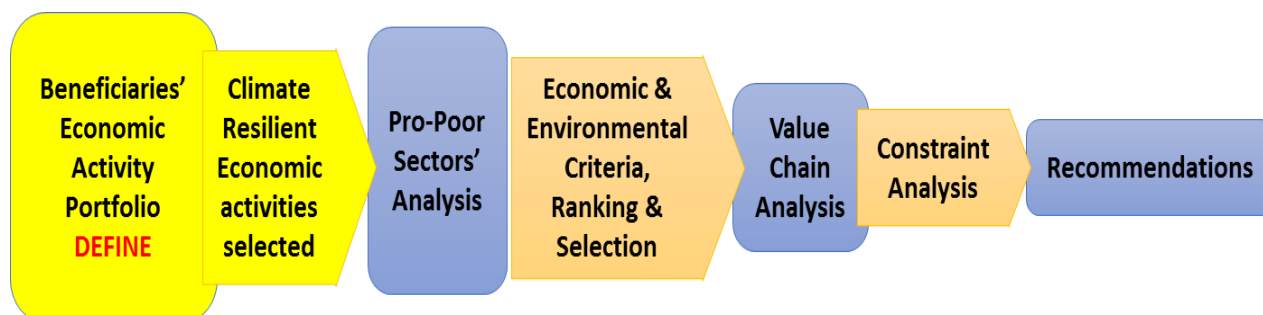 Beneficiaries'
Economic
Activity
Portfolio
DEFINE
Climate
Resilient
Economic
activities
selected
Pro-Poor
Sectors'
Analysis
Economic &
Environmental
Criteria,
Ranking &
Selection
Value
Chain
Analysis
Constraint
Analysis
Recommendations